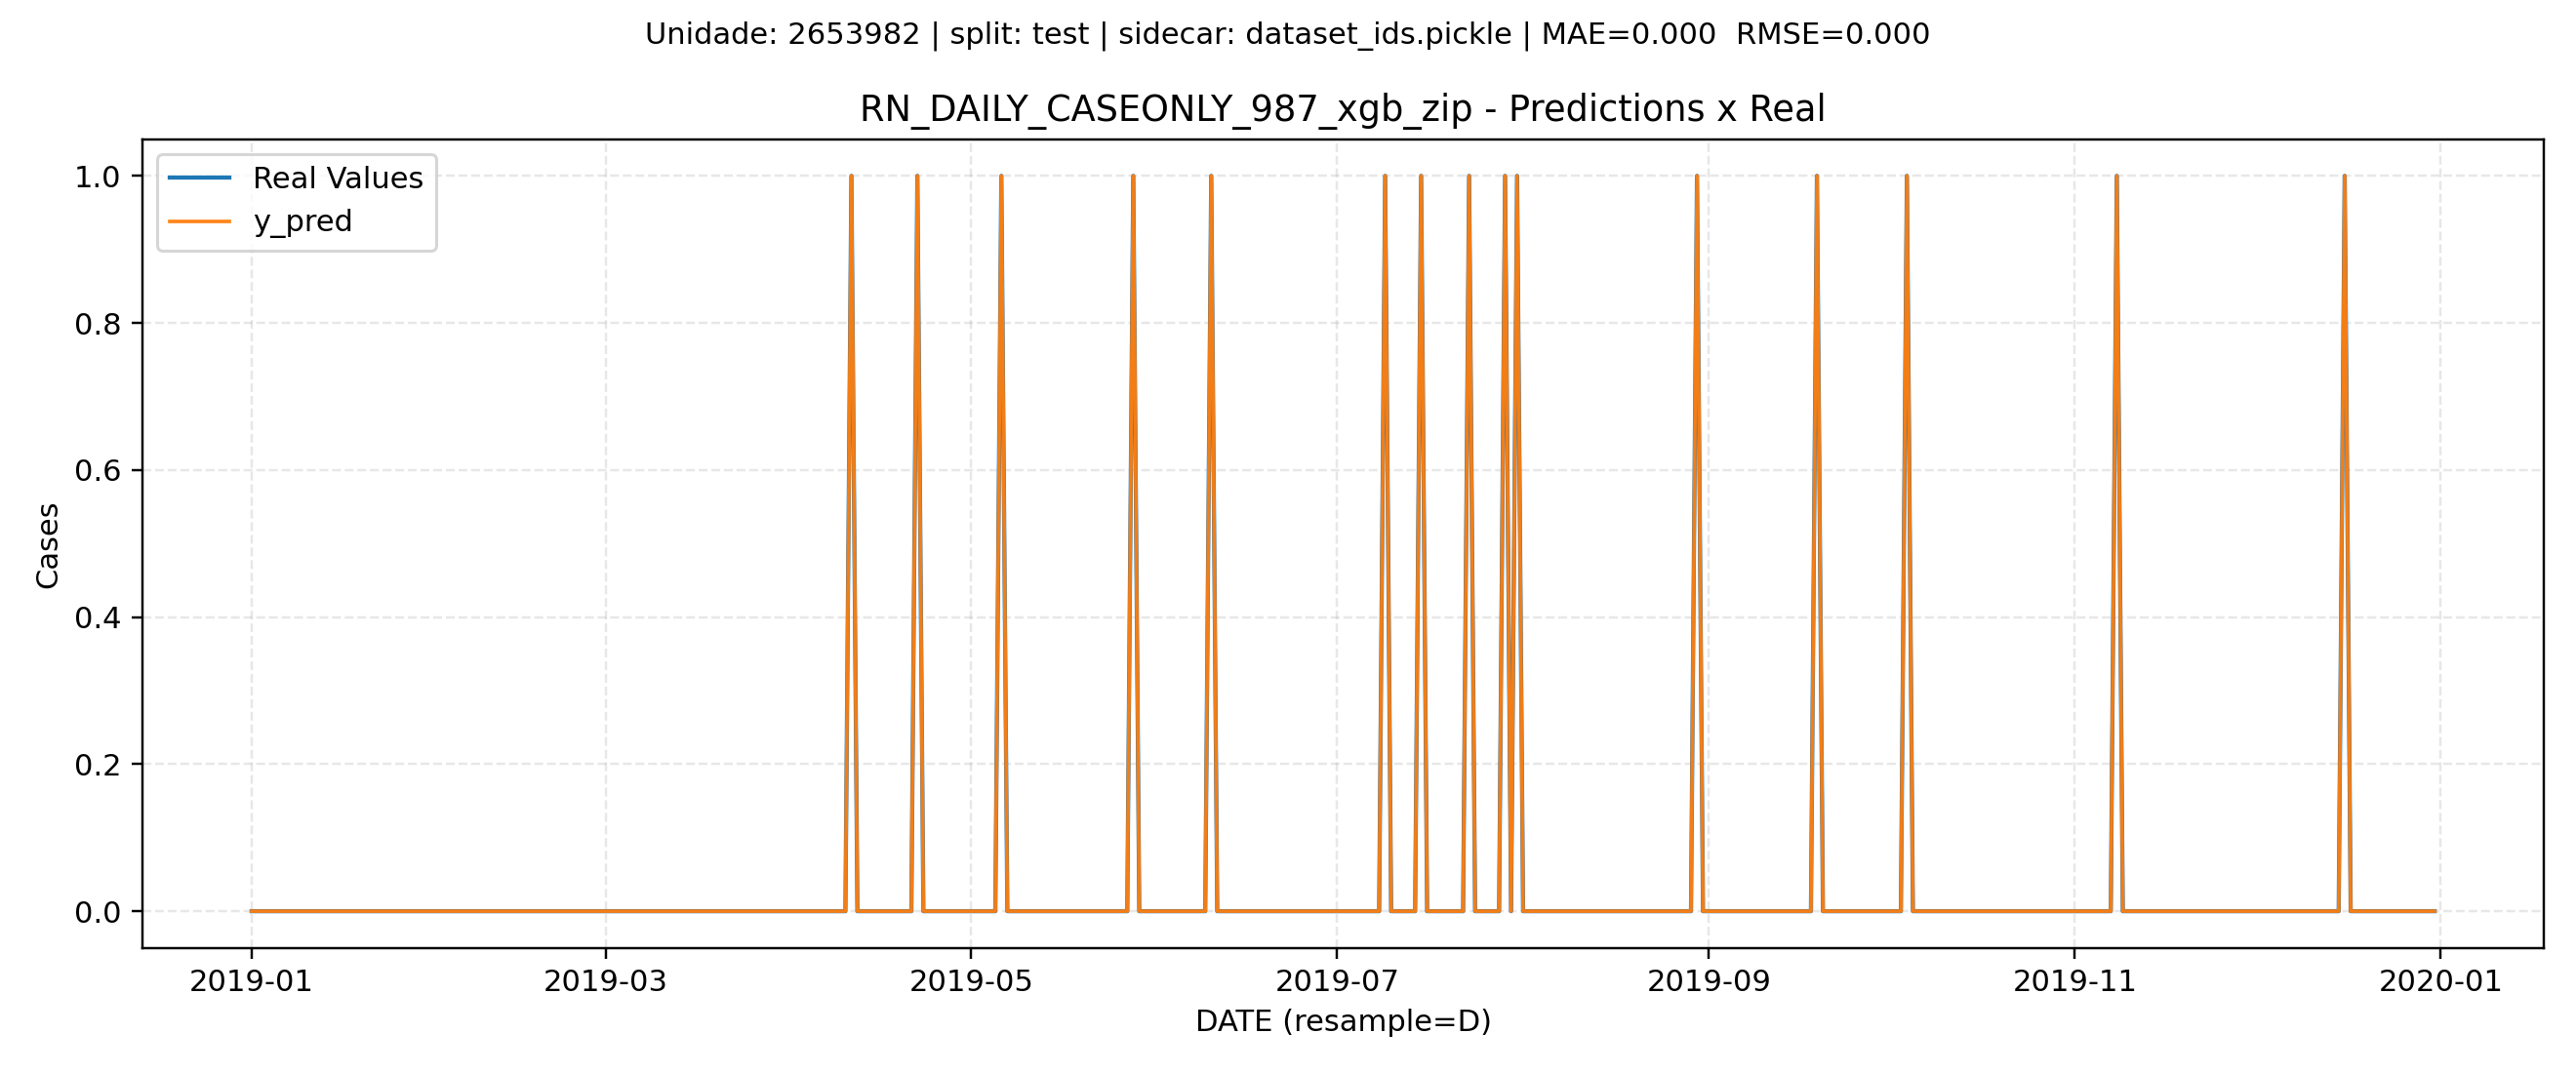 Unidade: 2653982 | split: test | sidecar: dataset_ids.pickle | MAE=0.000  RMSE=0.000
RN_DAILY_CASEONLY_987_xgb_zip - Predictions x Real
Real Values
y_pred
1.0
0.8
0.6
0.4
0.2
0.0
Cases
2019-01
2019-03
2019-05
2019-07
2019-09
2019-11
2020-01
DATE (resample=D)